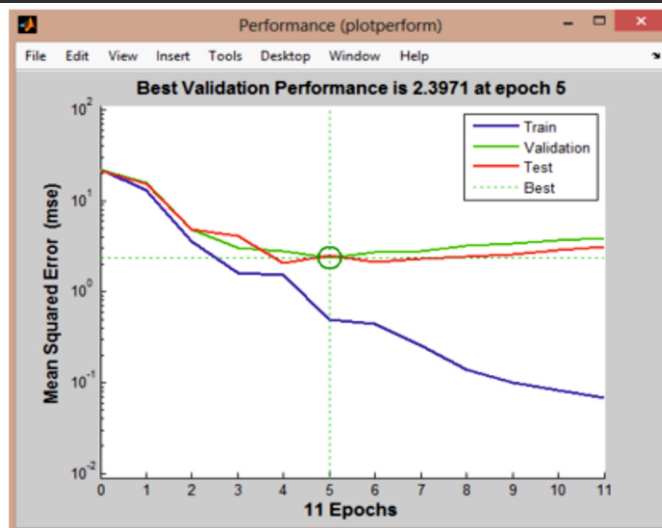 Performance (plotperform)
File Edit View Insert Tools Desktop Window Help
Best Validation Performance is 2.3971 at epoch 5
Mean Squared Error (mse)
10^2
10^1
10^0
10^-1
10^-2
Train
Validation
Test
Best
0 1 2 3 4 5 6 7 8 9 10 11
11 Epochs